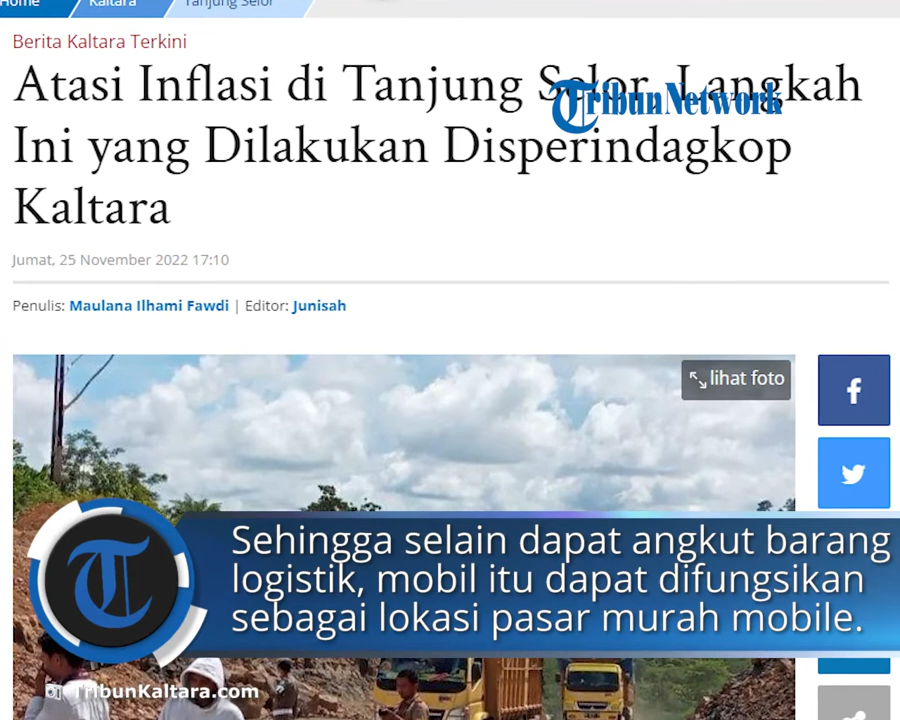 Home Kaltara Tanjung Selor
Berita Kaltara Terkini
Atasi Inflasi di Tanjung Selor, Langkah
TribunNetwork
Ini yang Dilakukan Disperindagkop
Kaltara
Jumat, 25 November 2022 17:10
Penulis: Maulana Ilhami Fawdi | Editor: Junisah
lihat foto
Sehingga selain dapat angkut barang
logistik, mobil itu dapat difungsikan
sebagai lokasi pasar murah mobile.
TribunKaltara.com